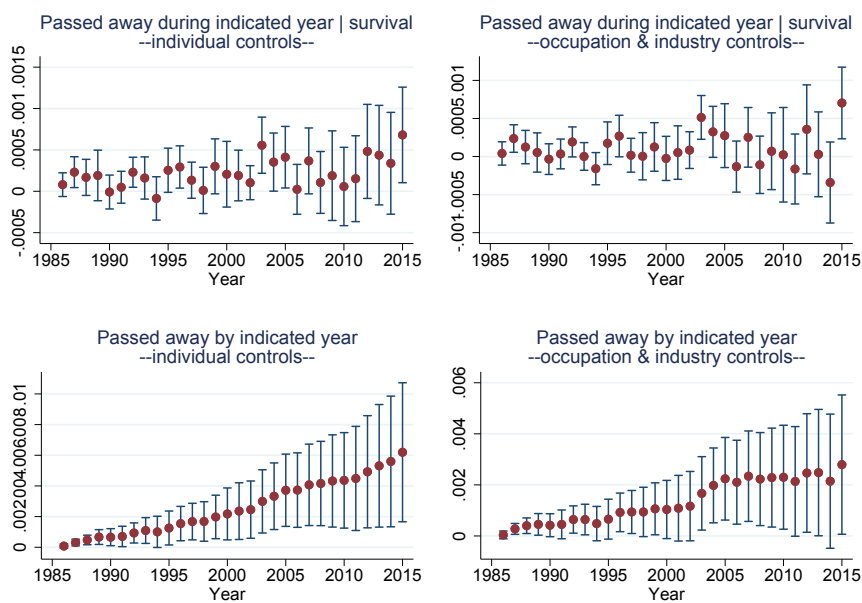 Passed away during indicated year | survival
--individual controls--
-.0005 0 .0005 .001 .0015
1985 1990 1995 2000 2005 2010 2015
Year
Passed away during indicated year | survival
--occupation & industry controls--
-.001 -.0005 0 .0005 .001
1985 1990 1995 2000 2005 2010 2015
Year
Passed away by indicated year
--individual controls--
0 .002 .004 .006 .008 .01
1985 1990 1995 2000 2005 2010 2015
Year
Passed away by indicated year
--occupation & industry controls--
.006
.004
.002
0
1985 1990 1995 2000 2005 2010 2015
Year